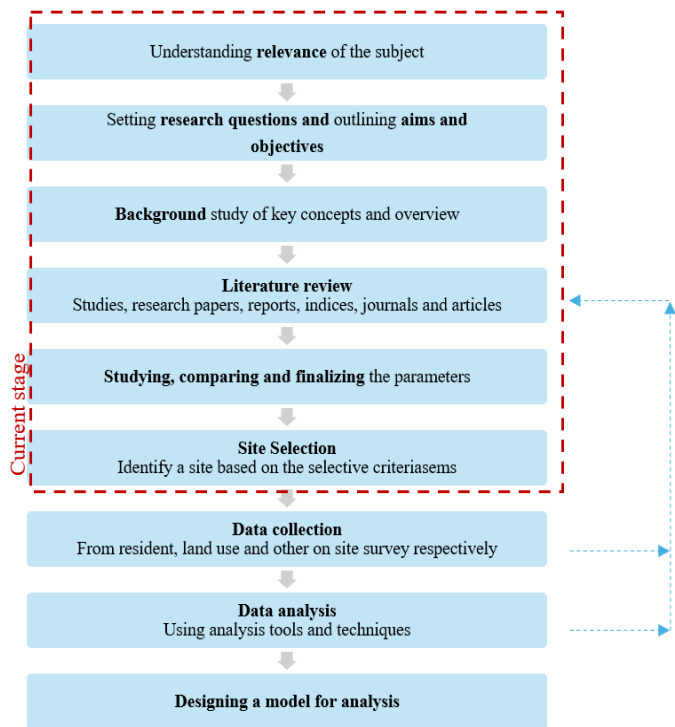 Understanding relevance of the subject
Setting research questions and outlining aims and
objectives
Background study of key concepts and overview
Literature review
Studies, research papers, reports, indices, journals and articles
Studying, comparing and finalizing the parameters
Current stage
Site Selection
Identify a site based on the selective criteriasems
Data collection
From resident, land use and other on site survey respectively
Data analysis
Using analysis tools and techniques
Designing a model for analysis